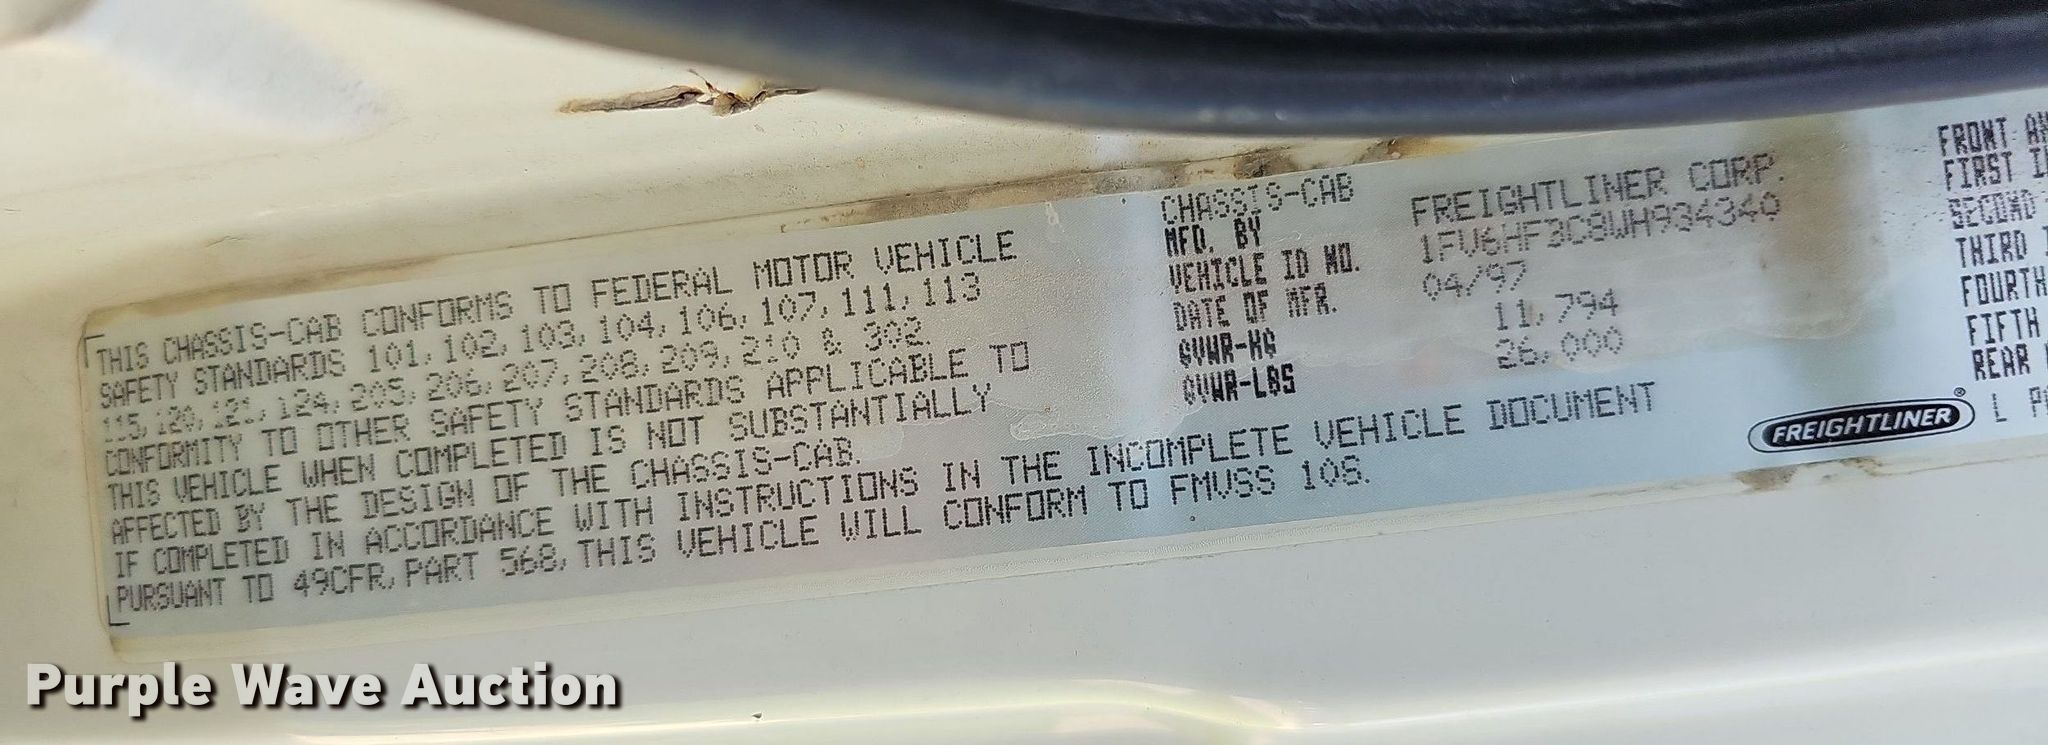 THIS CHASSIS-CAB CONFORMS TO FEDERAL MOTOR VEHICLE
SAFETY STANDARDS 101, 102, 103, 104, 106, 107, 111, 113
115, 120, 121, 124, 205, 206, 207, 208, 209, 210 & 302.
CONFORMITY TO OTHER SAFETY STANDARDS APPLICABLE TO
THIS VEHICLE WHEN COMPLETED IS NOT SUBSTANTIALLY
AFFECTED BY THE DESIGN OF THE CHASSIS-CAB.
IF COMPLETED IN ACCORDANCE WITH INSTRUCTIONS IN THE INCOMPLETE VEHICLE DOCUMENT
PURSUANT TO 49CFR, PART 568, THIS VEHICLE WILL CONFORM TO FMVSS 108.
CHASSIS-CAB
MFD. BY FREIGHTLINER CORP.
VEHICLE ID NO. 1FV6HF3C8WH934340
DATE OF MFR. 04/97
GVWR-KG 11,794
GVWR-LBS 26,000
FREIGHTLINER®
FRONT
FIRST
SECOND
THIRD
FOURTH
FIFTH
REAR
L
Purple Wave Auction